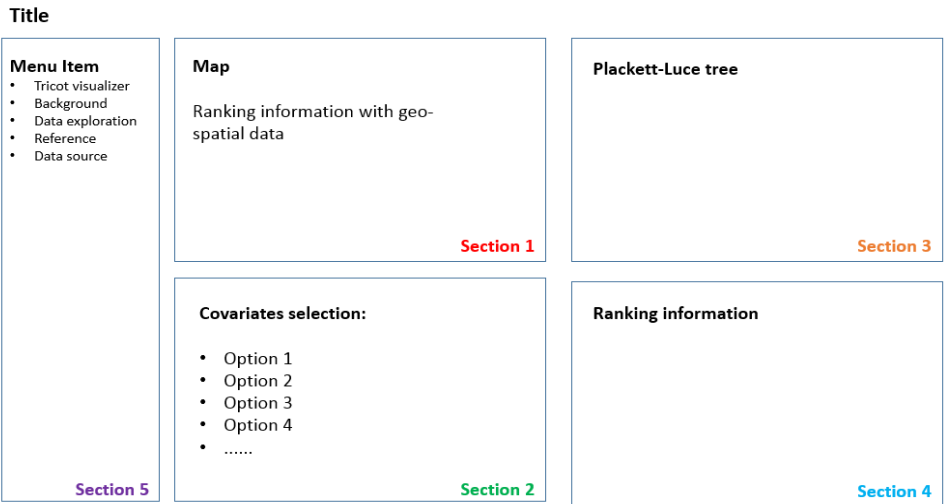 Title
Menu Item
• Tricot visualizer
• Background
• Data exploration
• Reference
• Data source
Section 5
Map
Ranking information with geo-
spatial data
Section 1
Plackett-Luce tree
Section 3
Covariates selection:
• Option 1
• Option 2
• Option 3
• Option 4
• ......
Section 2
Ranking information
Section 4